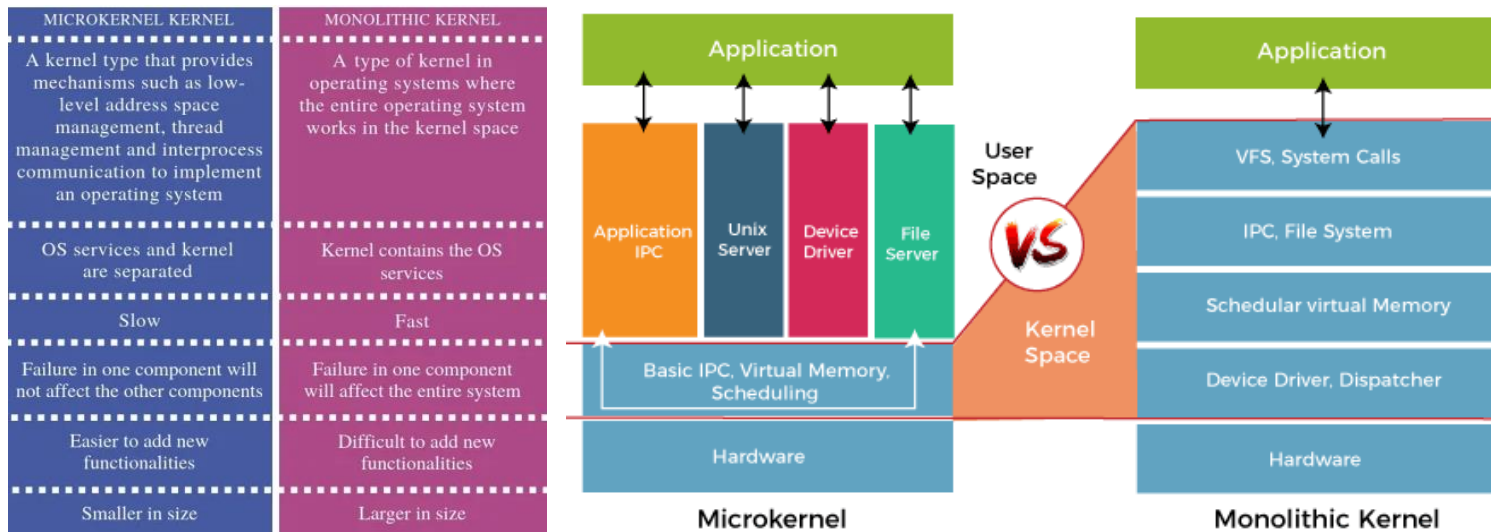 MICROKERNEL KERNEL
A kernel type that provides
mechanisms such as low-
level address space
management, thread
management and interprocess
communication to implement
an operating system
OS services and kernel
are separated
Slow
Failure in one component will
not affect the other components
Easier to add new
functionalities
Smaller in size
MONOLITHIC KERNEL
A type of kernel in
operating systems where
the entire operating system
works in the kernel space
Kernel contains the OS
services
Fast
Failure in one component
will affect the entire system
Difficult to add new
functionalities
Larger in size
Application
Application
IPC
Unix
Server
Device
Driver
File
Server
Basic IPC, Virtual Memory,
Scheduling
Hardware
Microkernel
User
Space
VS
Kernel
Space
Application
VFS, System Calls
IPC, File System
Schedular virtual Memory
Device Driver, Dispatcher
Hardware
Monolithic Kernel